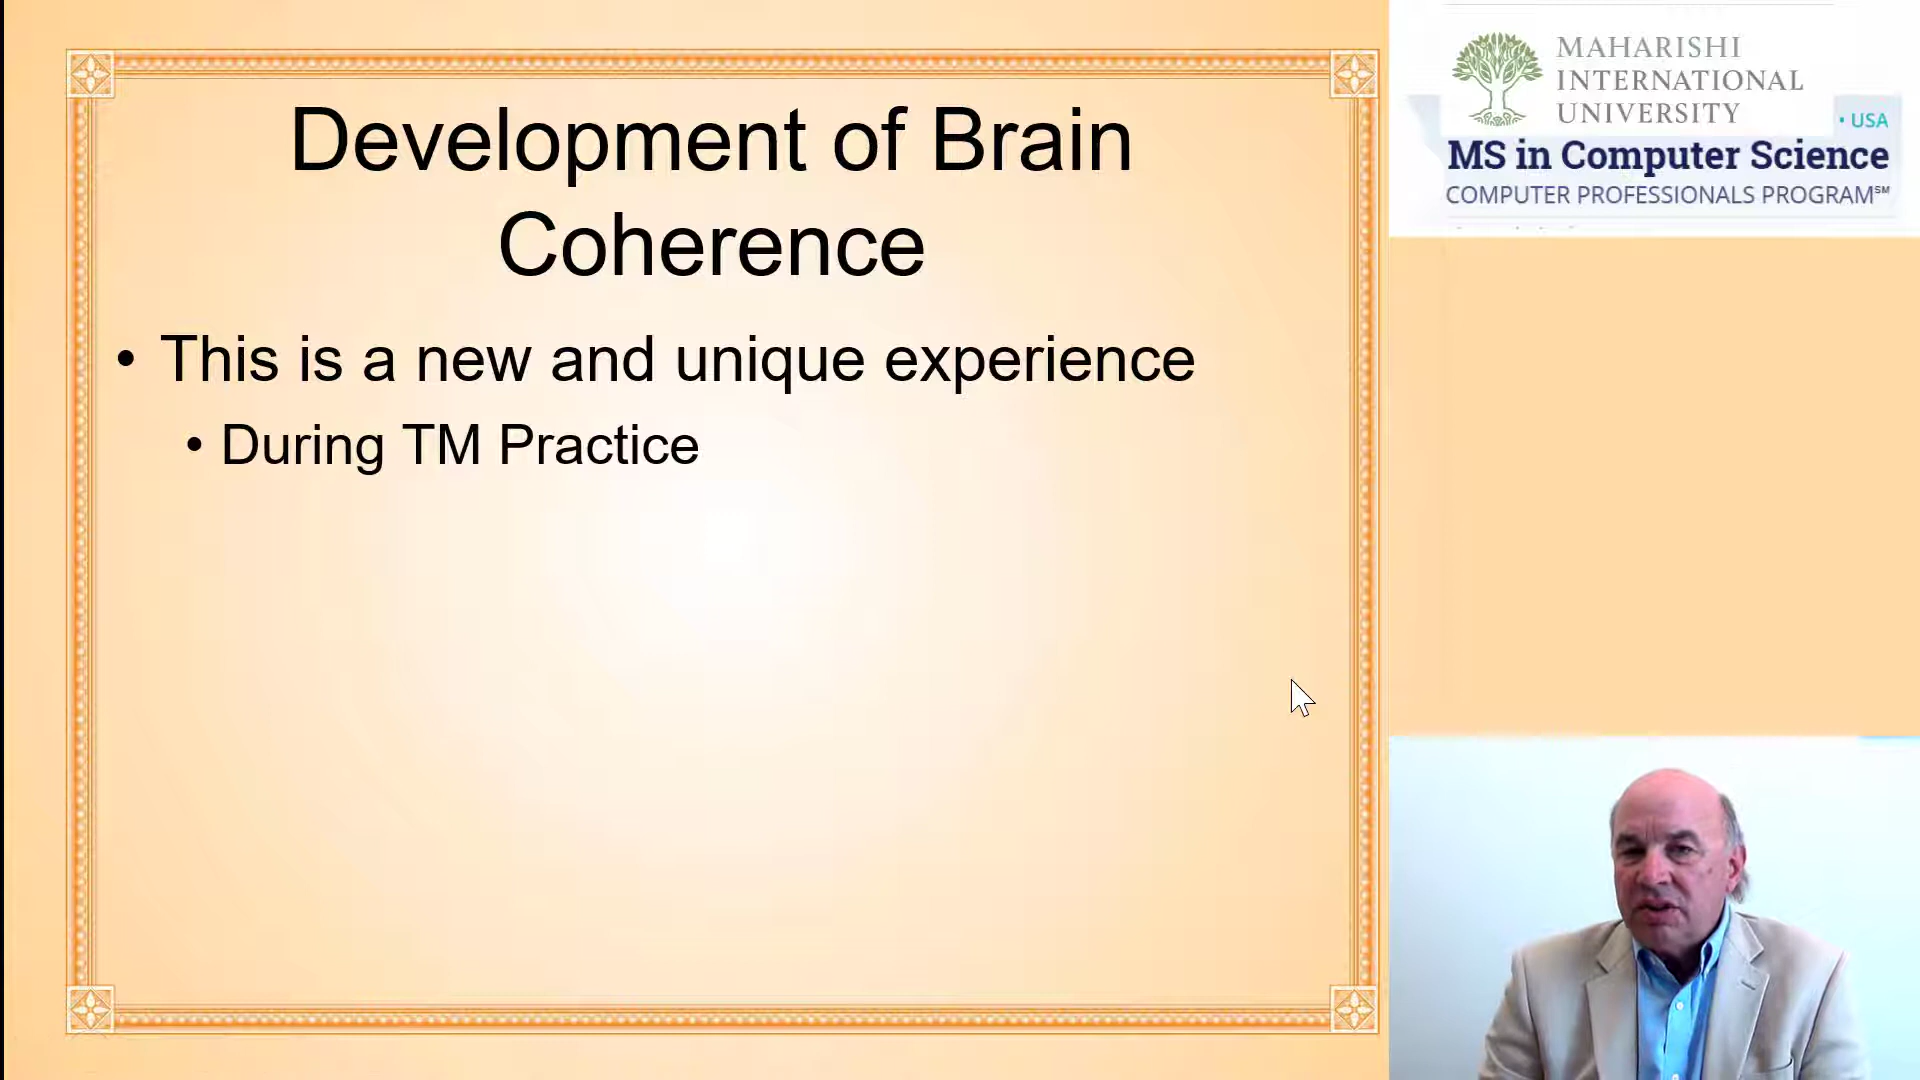 Development of Brain
Coherence
• This is a new and unique experience
• During TM Practice
MAHARISHI
INTERNATIONAL
UNIVERSITY
• USA
MS in Computer Science
COMPUTER PROFESSIONALS PROGRAM℠